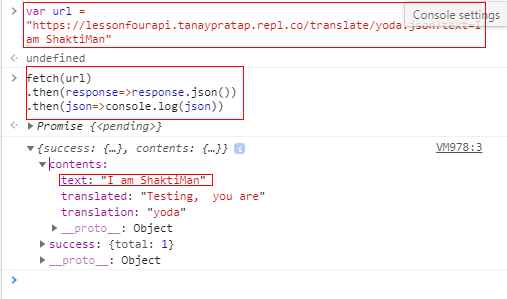 var url =
"https://lessonfourapi.tanaypratap.repl.co/translate/yoda.json?text=I
am ShaktiMan"
Console settings
undefined
fetch(url)
.then(response=>response.json())
.then(json=>console.log(json))
Promise {<pending>}
VM978:3
{success: {…}, contents: {…}} i
contents:
text: "I am ShaktiMan"
translated: "Testing,  you are"
translation: "yoda"
__proto__: Object
success: {total: 1}
__proto__: Object